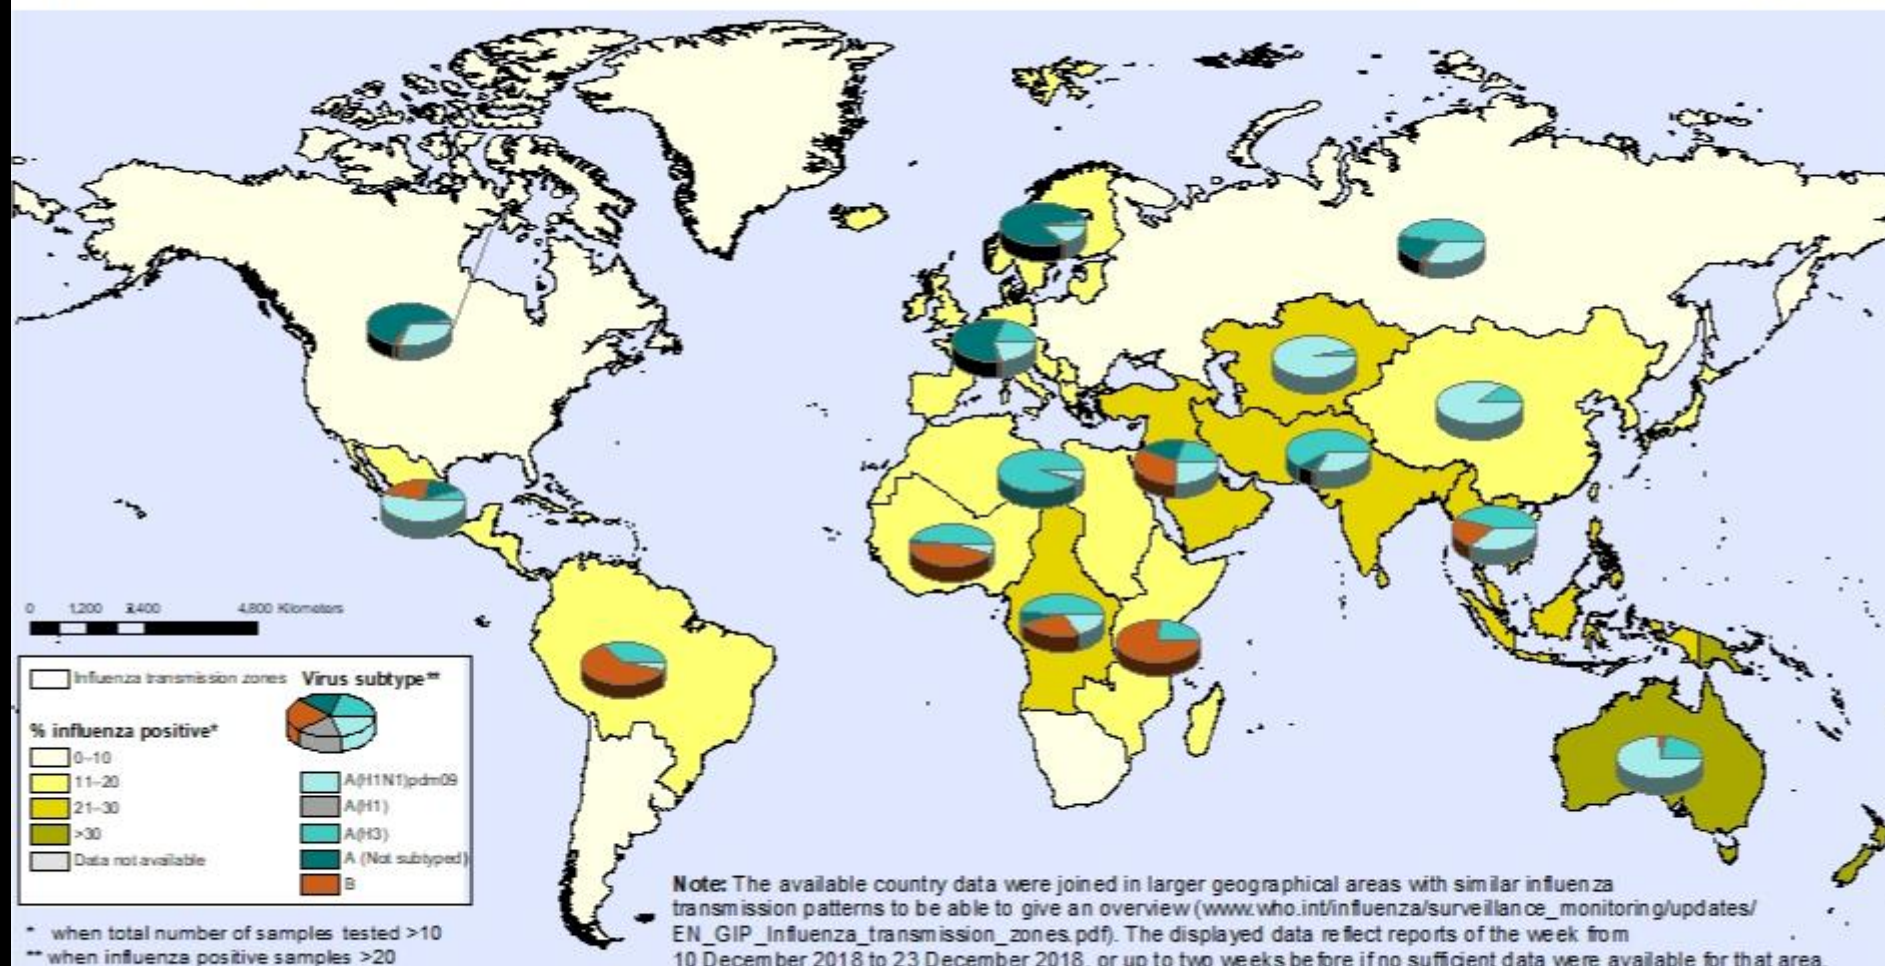 0 1,200 2,400 4,800 Kilometers
Influenza transmission zones
Virus subtype**
% influenza positive*
0–10
11–20
21–30
>30
Data not available
A(H1N1)pdm09
A(H1)
A(H3)
A (Not subtyped)
B
* when total number of samples tested >10
** when influenza positive samples >20
Note: The available country data were joined in larger geographical areas with similar influenza
transmission patterns to be able to give an overview (www.who.int/influenza/surveillance_monitoring/updates/
EN_GIP_Influenza_transmission_zones.pdf). The displayed data reflect reports of the week from
10 December 2018 to 23 December 2018, or up to two weeks before if no sufficient data were available for that area.